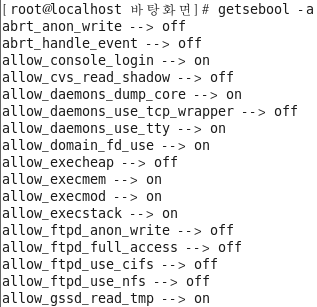 [root@localhost 바탕화면]# getsebool -a
abrt_anon_write --> off
abrt_handle_event --> off
allow_console_login --> on
allow_cvs_read_shadow --> off
allow_daemons_dump_core --> on
allow_daemons_use_tcp_wrapper --> off
allow_daemons_use_tty --> on
allow_domain_fd_use --> on
allow_execheap --> off
allow_execmem --> on
allow_execmod --> on
allow_execstack --> on
allow_ftpd_anon_write --> off
allow_ftpd_full_access --> off
allow_ftpd_use_cifs --> off
allow_ftpd_use_nfs --> off
allow_gssd_read_tmp --> on